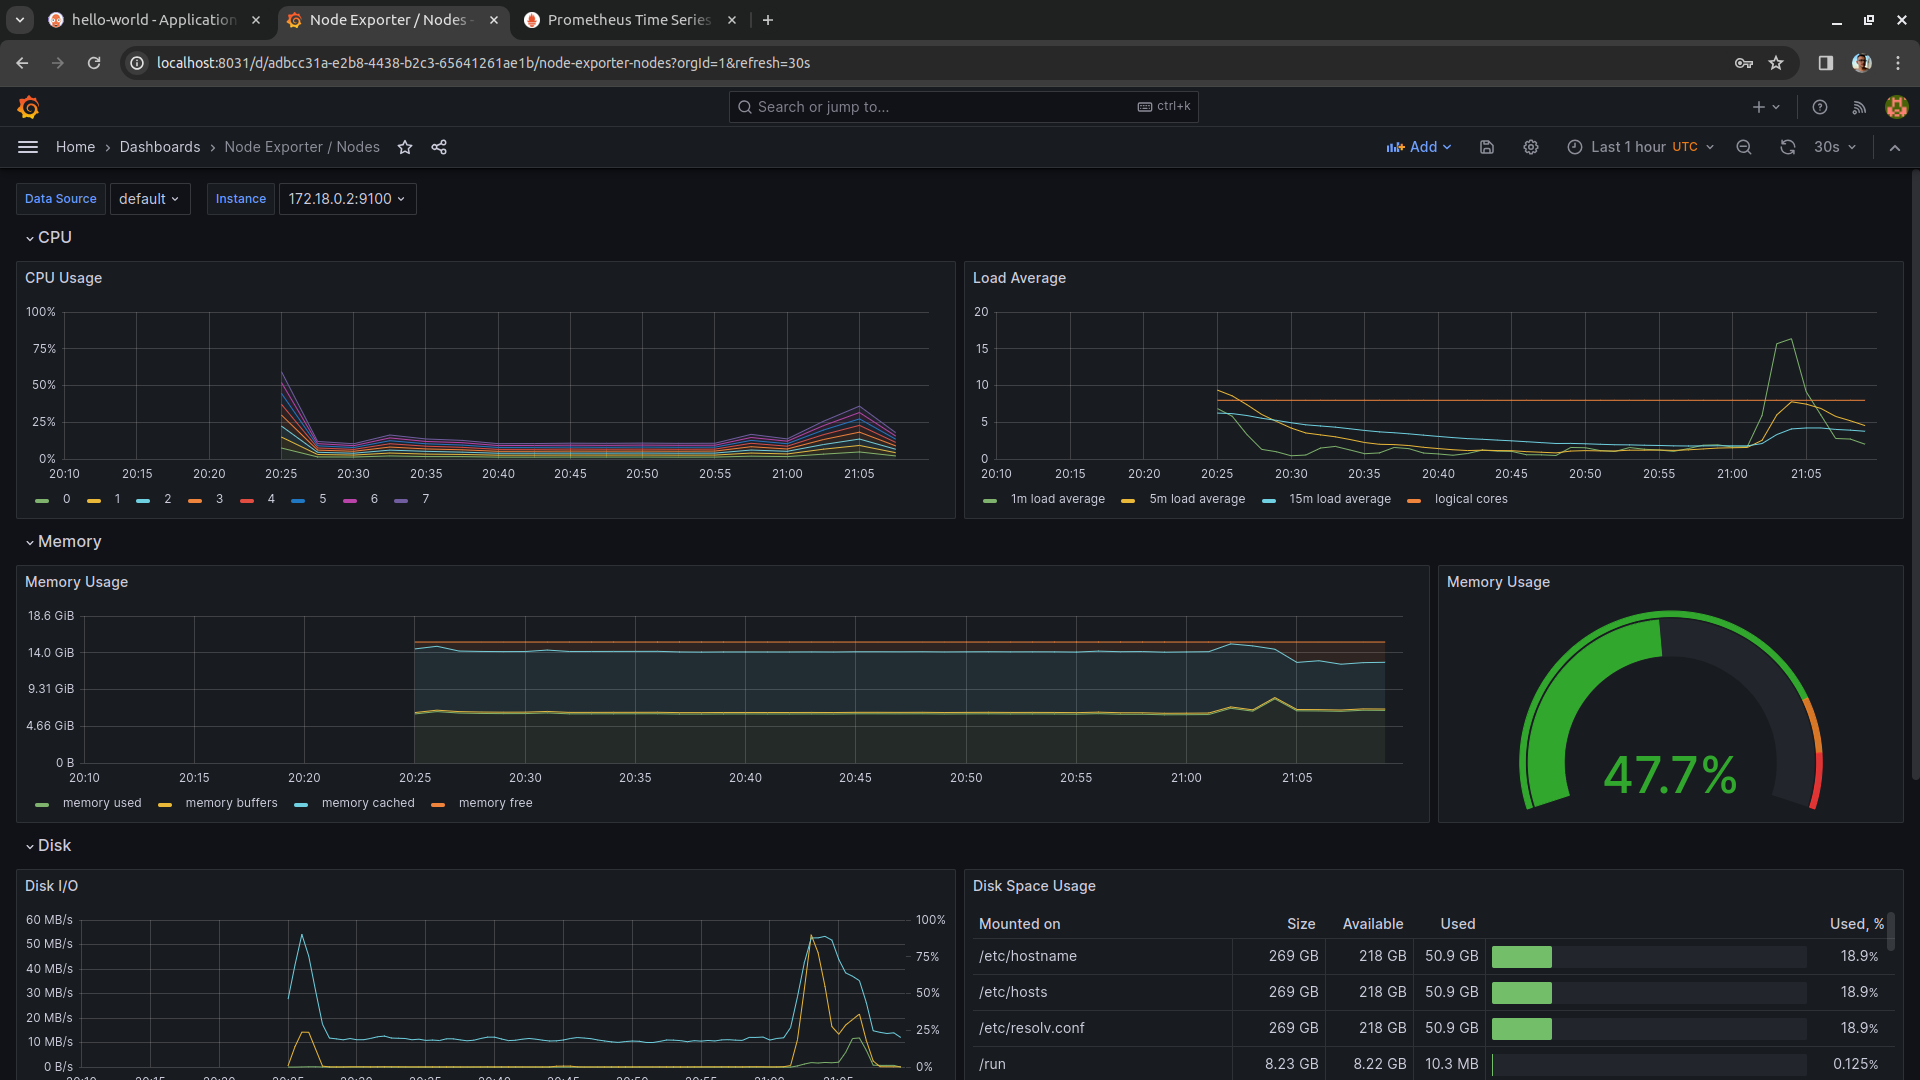 hello-world - Application
Node Exporter / Nodes -
Prometheus Time Series
localhost:8031/d/adbcc31a-e2b8-4438-b2c3-65641261ae1b/node-exporter-nodes?orgId=1&refresh=30s
Search or jump to... ctrl+k
Home › Dashboards › Node Exporter / Nodes
Add Last 1 hour UTC 30s
Data Source default Instance 172.18.0.2:9100
CPU
CPU Usage
100%
75%
50%
25%
0%
20:10 20:15 20:20 20:25 20:30 20:35 20:40 20:45 20:50 20:55 21:00 21:05
0 1 2 3 4 5 6 7
Load Average
20
15
10
5
0
20:10 20:15 20:20 20:25 20:30 20:35 20:40 20:45 20:50 20:55 21:00 21:05
1m load average 5m load average 15m load average logical cores
Memory
Memory Usage
18.6 GiB
14.0 GiB
9.31 GiB
4.66 GiB
0 B
20:10 20:15 20:20 20:25 20:30 20:35 20:40 20:45 20:50 20:55 21:00 21:05
memory used memory buffers memory cached memory free
Memory Usage
47.7%
Disk
Disk I/O
60 MB/s 100%
50 MB/s
75%
40 MB/s
30 MB/s 50%
20 MB/s
25%
10 MB/s
0 B/s 0%
Disk Space Usage
Mounted on Size Available Used Used, %
/etc/hostname 269 GB 218 GB 50.9 GB 18.9%
/etc/hosts 269 GB 218 GB 50.9 GB 18.9%
/etc/resolv.conf 269 GB 218 GB 50.9 GB 18.9%
/run 8.23 GB 8.22 GB 10.3 MB 0.125%